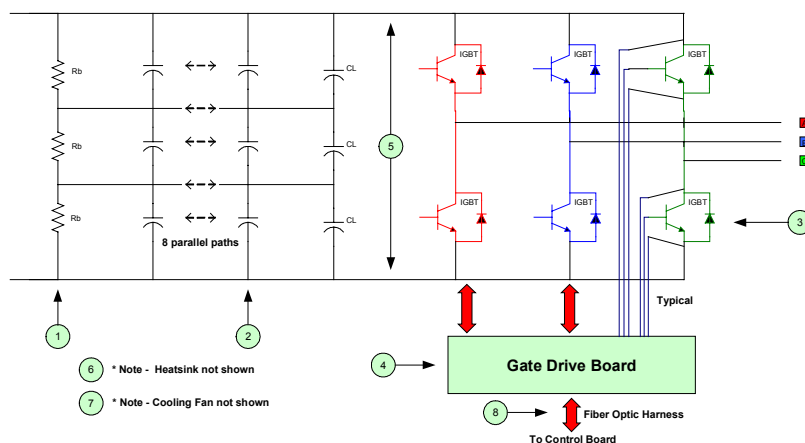 IGBT IGBT IGBT
Rb CL
5
A
Rb CL
B
C
IGBT IGBT IGBT
Rb CL
3
8 parallel paths
Typical
1 2
4 Gate Drive Board
6 * Note - Heatsink not shown
7 * Note - Cooling Fan not shown
8 Fiber Optic Harness
To Control Board